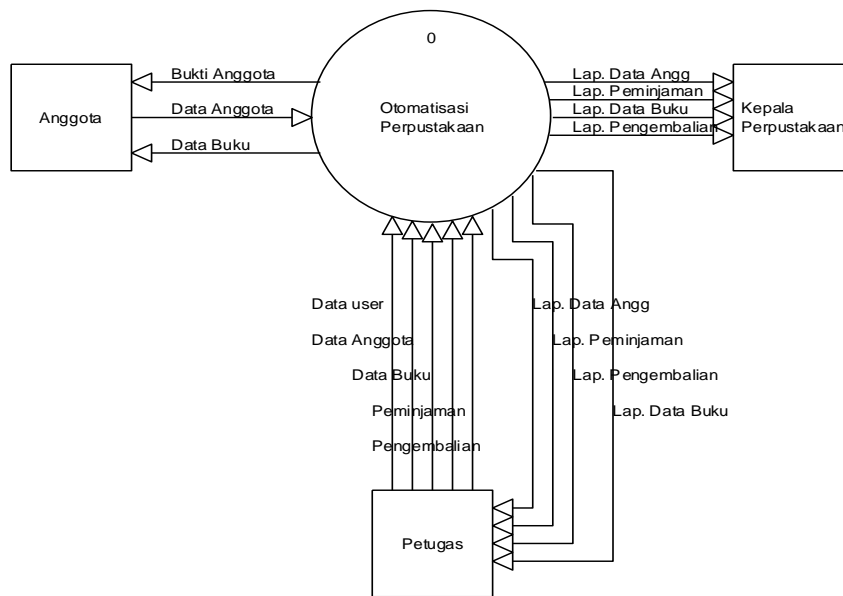 0
Bukti Anggota
Lap. Data Angg
Lap. Peminjaman
Anggota
Data Anggota
Otomatisasi
Perpustakaan
Lap. Data Buku
Lap. Pengembalian
Kepala
Perpustakaan
Data Buku
Data user
Lap. Data Angg
Data Anggota
Lap. Peminjaman
Data Buku
Lap. Pengembalian
Peminjaman
Lap. Data Buku
Pengembalian
Petugas